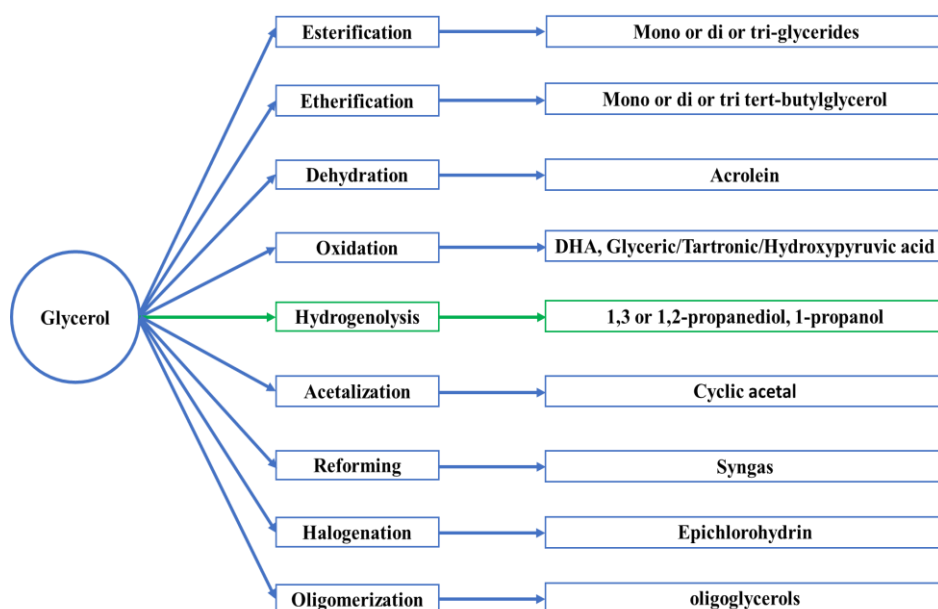 Esterification
Mono or di or tri-glycerides
Etherification
Mono or di or tri tert-butylglycerol
Dehydration
Acrolein
Oxidation
DHA, Glyceric/Tartronic/Hydroxypyruvic acid
Glycerol
Hydrogenolysis
1,3 or 1,2-propanediol, 1-propanol
Acetalization
Cyclic acetal
Reforming
Syngas
Halogenation
Epichlorohydrin
Oligomerization
oligoglycerols